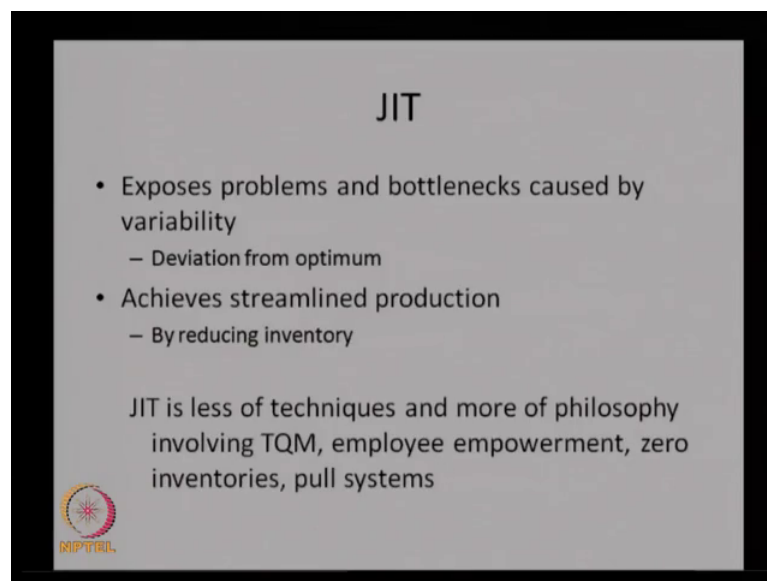 JIT
• Exposes problems and bottlenecks caused by
variability
– Deviation from optimum
• Achieves streamlined production
– By reducing inventory
JIT is less of techniques and more of philosophy
involving TQM, employee empowerment, zero
inventories, pull systems
NPTEL